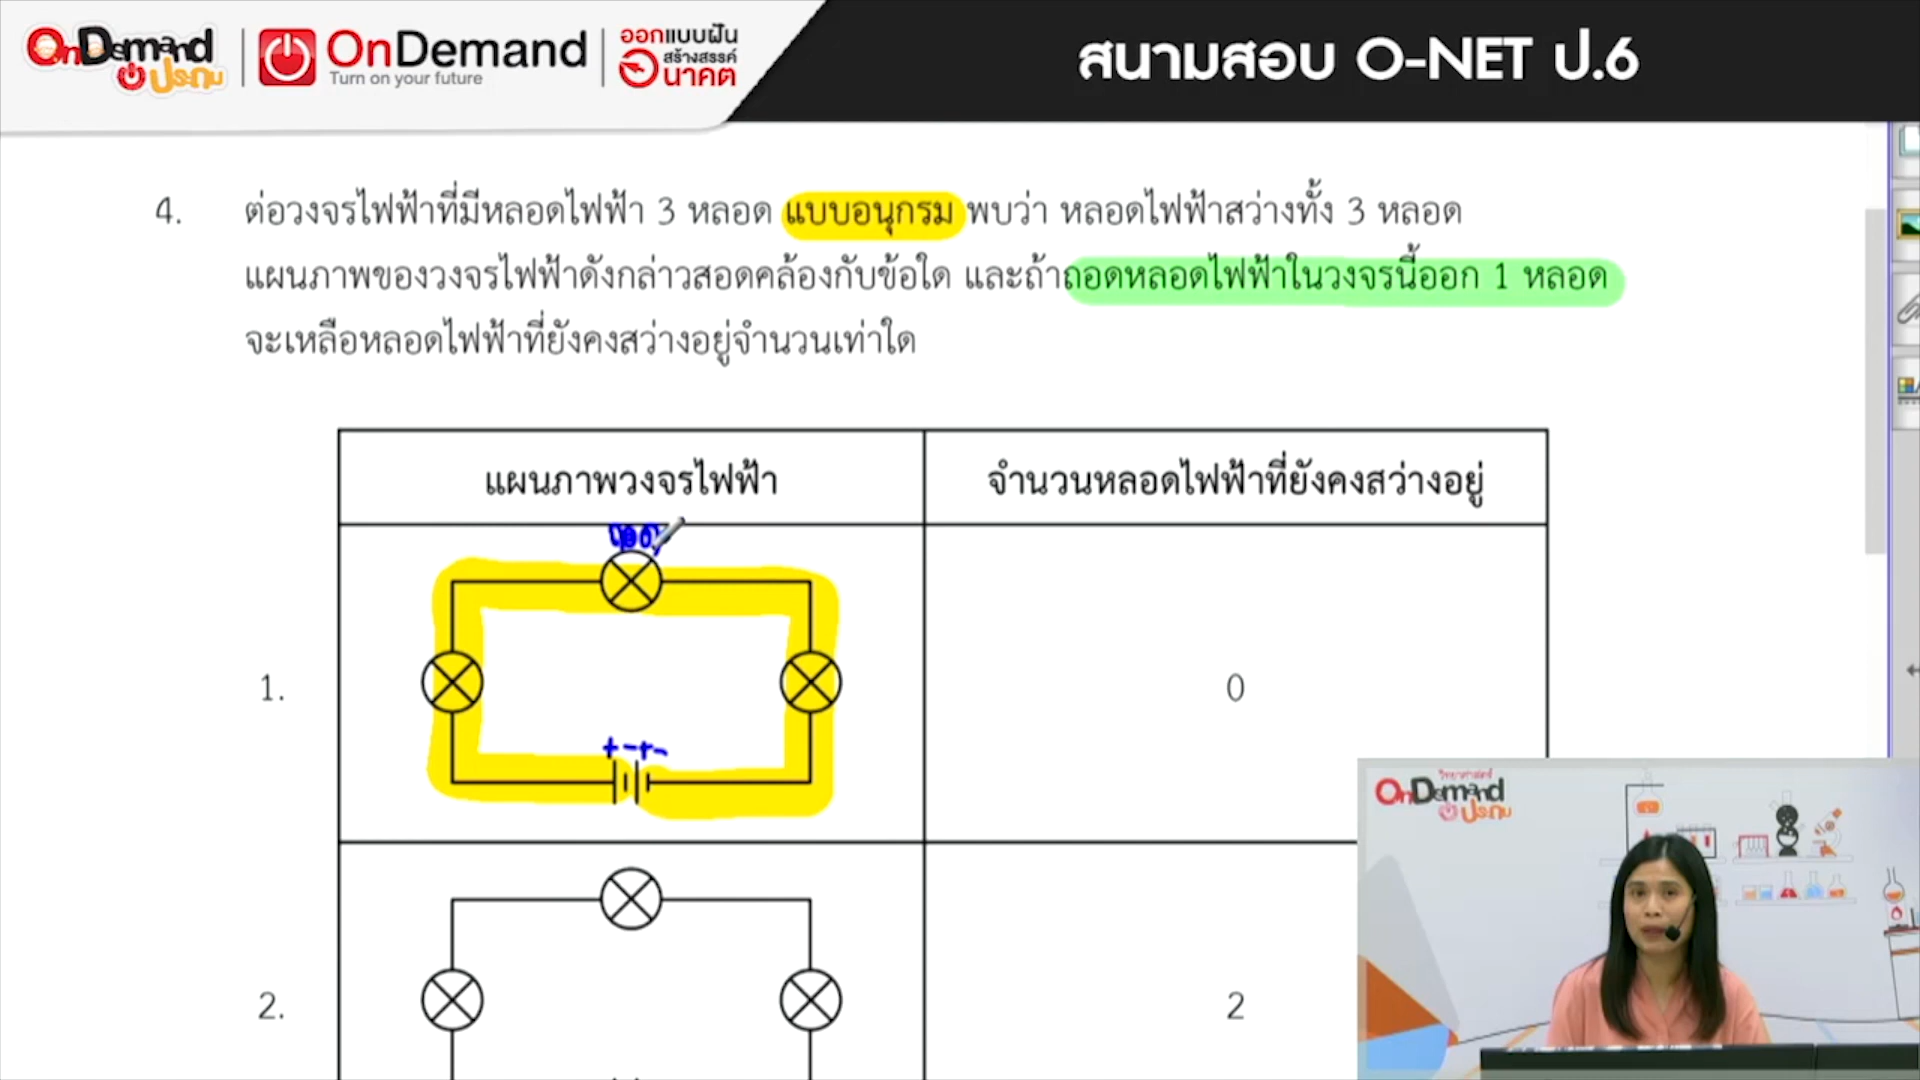 OnDemand
ประถม
OnDemand
Turn on your future
ออกแบบฝัน
สร้างสรรค์
อนาคต
สนามสอบ O-NET ป.6
4. ต่อวงจรไฟฟ้าที่มีหลอดไฟฟ้า 3 หลอด แบบอนุกรม พบว่า หลอดไฟฟ้าสว่างทั้ง 3 หลอด
แผนภาพของวงจรไฟฟ้าดังกล่าวสอดคล้องกับข้อใด และถ้าถอดหลอดไฟฟ้าในวงจรนี้ออก 1 หลอด
จะเหลือหลอดไฟฟ้าที่ยังคงสว่างอยู่จำนวนเท่าใด
แผนภาพวงจรไฟฟ้า จำนวนหลอดไฟฟ้าที่ยังคงสว่างอยู่
1. 0
+-+-
2. 2
วิทยาศาสตร์
OnDemand
ประถม